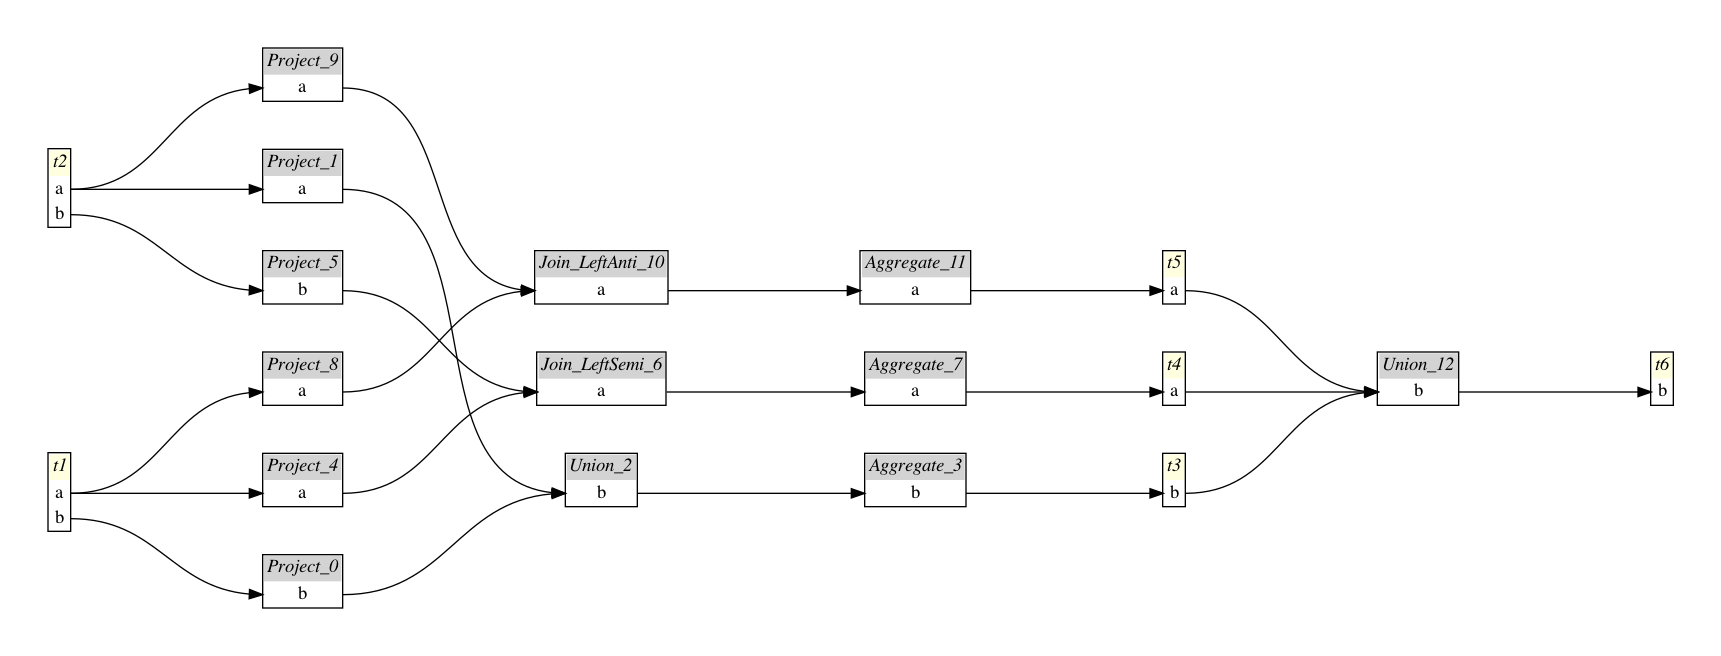 Project_9
a
t2
a
b
Project_1
a
Project_5
b
Project_8
a
t1
a
b
Project_4
a
Project_0
b
Join_LeftAnti_10
a
Join_LeftSemi_6
a
Union_2
b
Aggregate_11
a
Aggregate_7
a
Aggregate_3
b
t5
a
t4
a
t3
b
Union_12
b
t6
b